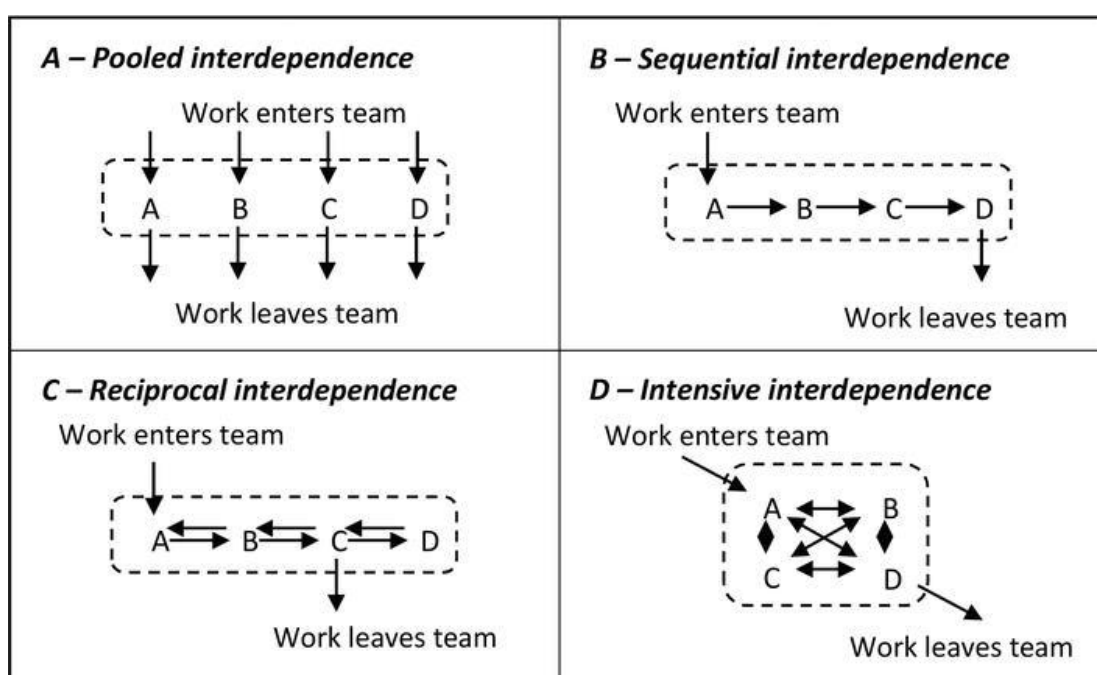 A – Pooled interdependence
Work enters team
A B C D
Work leaves team
B – Sequential interdependence
Work enters team
A B C D
Work leaves team
C – Reciprocal interdependence
Work enters team
A B C D
Work leaves team
D – Intensive interdependence
Work enters team
A B
C D
Work leaves team